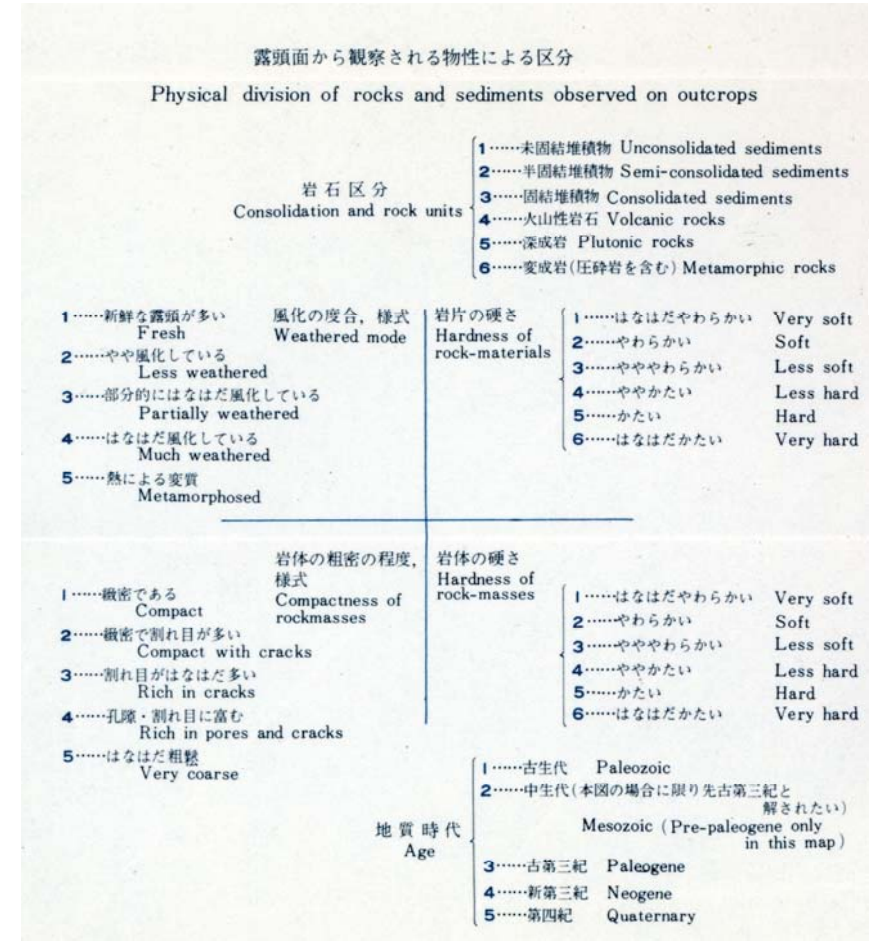 露頭面から観察される物性による区分
Physical division of rocks and sediments observed on outcrops
岩石区分
Consolidation and rock units
1……未固結堆積物 Unconsolidated sediments
2……半固結堆積物 Semi-consolidated sediments
3……固結堆積物 Consolidated sediments
4……火山性岩石 Volcanic rocks
5……深成岩 Plutonic rocks
6……変成岩(圧砕岩を含む) Metamorphic rocks
風化の度合，様式
Weathered mode
1……新鮮な露頭が多い
Fresh
2……やや風化している
Less weathered
3……部分的にはなはだ風化している
Partially weathered
4……はなはだ風化している
Much weathered
5……熱による変質
Metamorphosed
岩片の硬さ
Hardness of
rock-materials
1……はなはだやわらかい Very soft
2……やわらかい Soft
3……やややわらかい Less soft
4……ややかたい Less hard
5……かたい Hard
6……はなはだかたい Very hard
岩体の粗密の程度，
様式
Compactness of
rockmasses
1……緻密である
Compact
2……緻密で割れ目が多い
Compact with cracks
3……割れ目がはなはだ多い
Rich in cracks
4……孔隙・割れ目に富む
Rich in pores and cracks
5……はなはだ粗鬆
Very coarse
岩体の硬さ
Hardness of
rock-masses
1……はなはだやわらかい Very soft
2……やわらかい Soft
3……やややわらかい Less soft
4……ややかたい Less hard
5……かたい Hard
6……はなはだかたい Very hard
地質時代
Age
1……古生代 Paleozoic
2……中生代(本図の場合に限り先古第三紀と
解されたい)
Mesozoic (Pre-paleogene only
in this map)
3……古第三紀 Paleogene
4……新第三紀 Neogene
5……第四紀 Quaternary